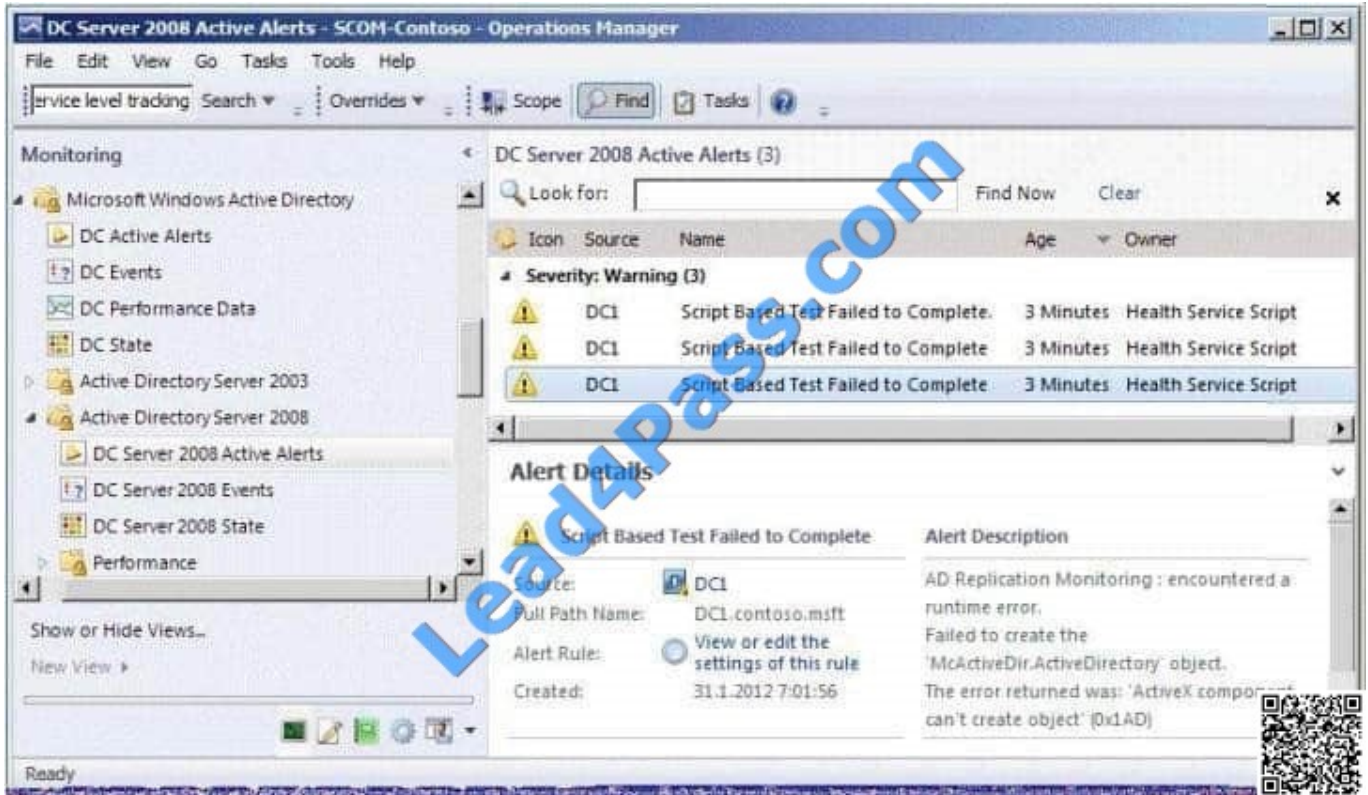 DC Server 2008 Active Alerts - SCOM-Contoso - Operations Manager
File Edit View Go Tasks Tools Help
ervice level tracking Search Overrides Scope Find Tasks
Monitoring
Microsoft Windows Active Directory
DC Active Alerts
DC Events
DC Performance Data
DC State
Active Directory Server 2003
Active Directory Server 2008
DC Server 2008 Active Alerts
DC Server 2008 Events
DC Server 2008 State
Performance
Show or Hide Views...
New View
DC Server 2008 Active Alerts (3)
Look for: Find Now Clear
Icon Source Name Age Owner
Severity: Warning (3)
DC1 Script Based Test Failed to Complete. 3 Minutes Health Service Script
DC1 Script Based Test Failed to Complete 3 Minutes Health Service Script
DC1 Script Based Test Failed to Complete 3 Minutes Health Service Script
Alert Details
Script Based Test Failed to Complete
Source: DC1
Full Path Name: DC1.contoso.msft
Alert Rule: View or edit the
settings of this rule
Created: 31.1.2012 7:01:56
Alert Description
AD Replication Monitoring : encountered a
runtime error.
Failed to create the
'McActiveDir.ActiveDirectory' object.
The error returned was: 'ActiveX component
can't create object' (0x1AD)
Ready
Lead4Pass.com